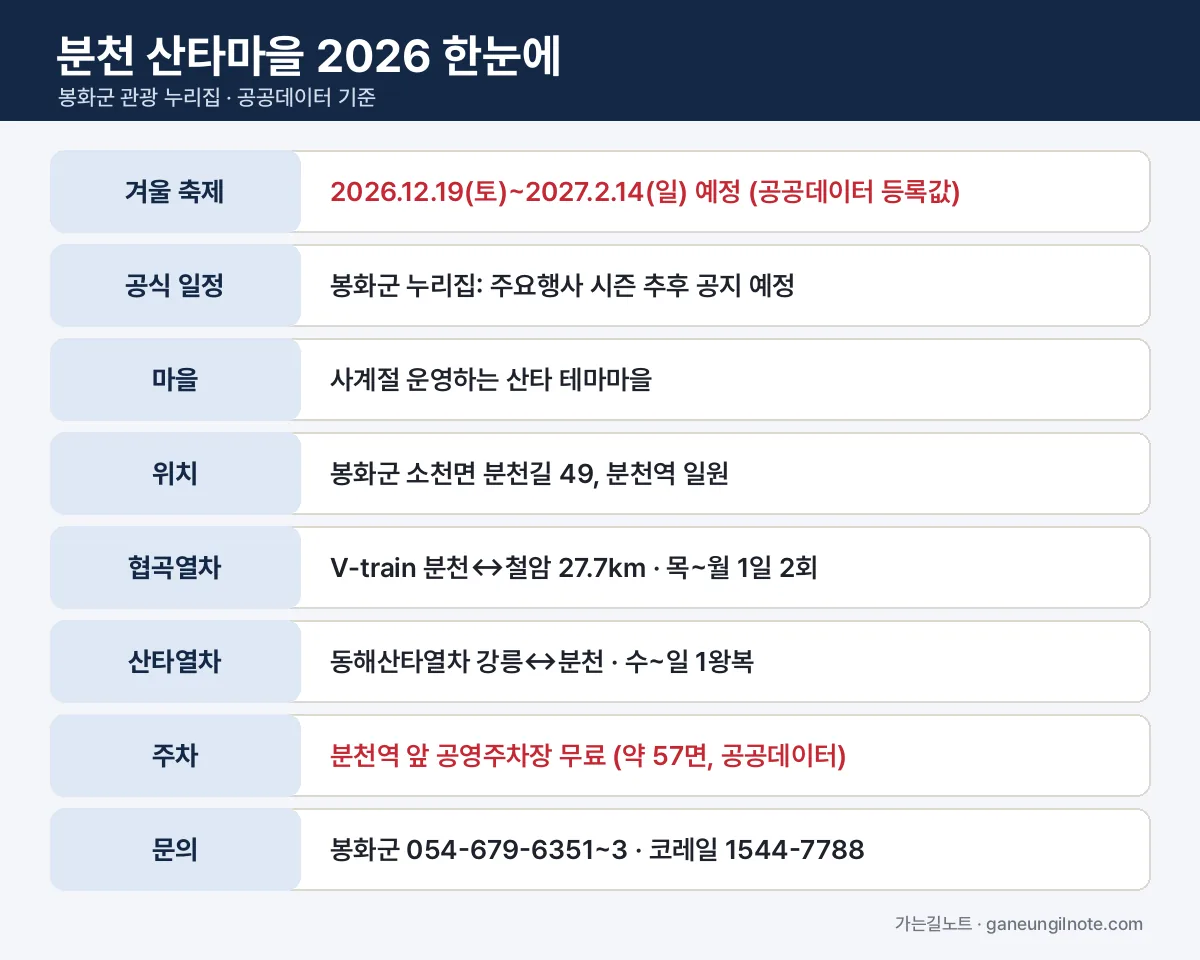 분천 산타마을 2026 한눈에
봉화군 관광 누리집 · 공공데이터 기준
겨울 축제
2026.12.19(토)~2027.2.14(일) 예정 (공공데이터 등록값)
공식 일정
봉화군 누리집: 주요행사 시즌 추후 공지 예정
마을
사계절 운영하는 산타 테마마을
위치
봉화군 소천면 분천길 49, 분천역 일원
협곡열차
V-train 분천↔철암 27.7km · 목~월 1일 2회
산타열차
동해산타열차 강릉↔분천 · 수~일 1왕복
주차
분천역 앞 공영주차장 무료 (약 57면, 공공데이터)
문의
봉화군 054-679-6351~3 · 코레일 1544-7788
가는길노트 · ganeungilnote.com